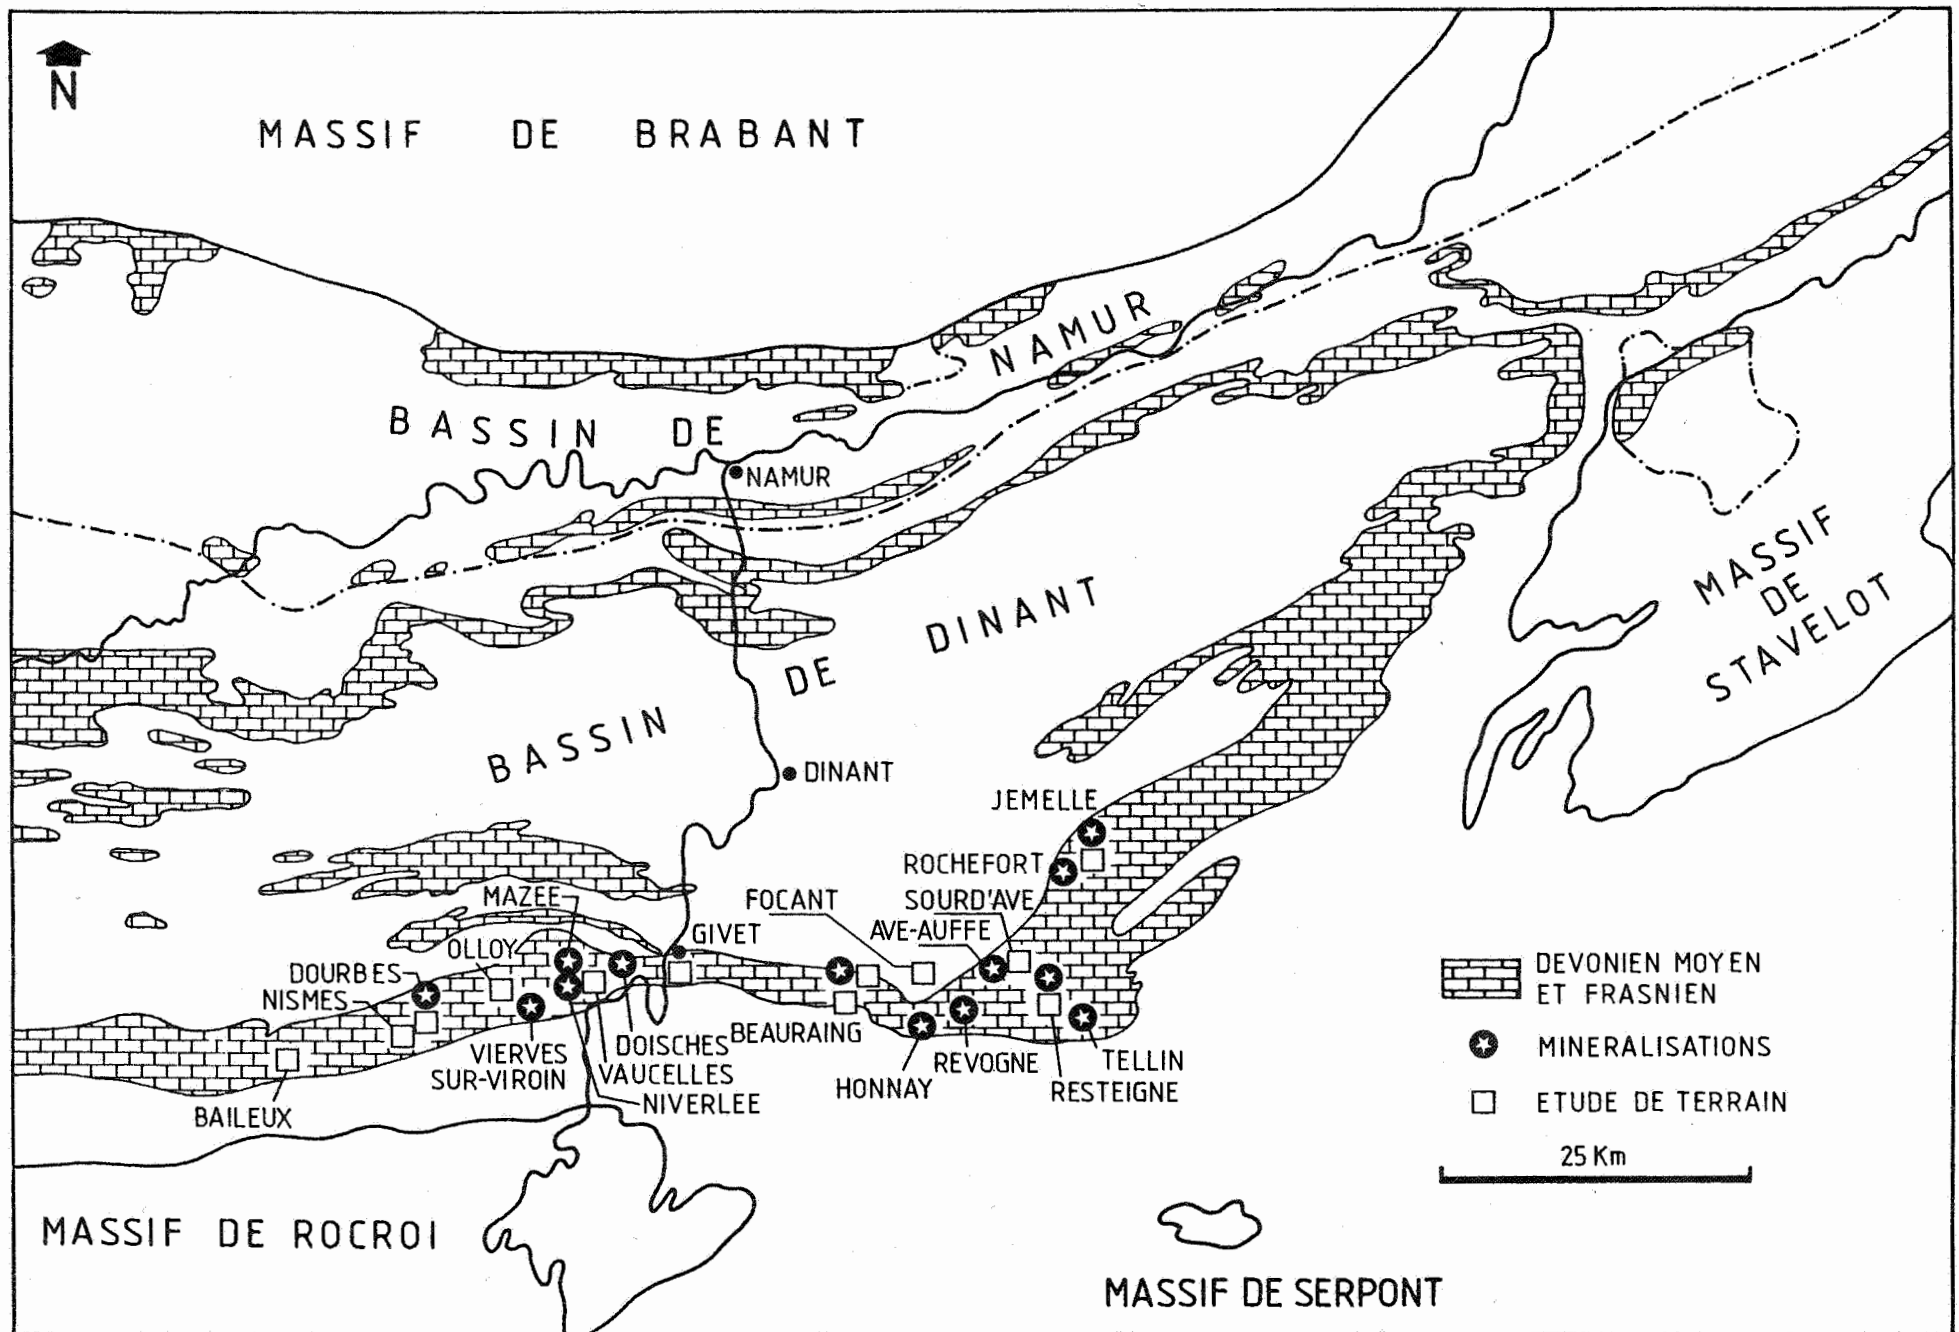 N
MASSIF DE BRABANT
NAMUR
BASSIN DE
NAMUR
MASSIF
DE
STAVELOT
DINANT
DE
BASSIN
DINANT
JEMELLE
ROCHEFORT
MAZEE
FOCANT
SOURD'AVE
AVE-AUFFE
GIVET
OLLOY
DOURBES
NISMES
DEVONIEN MOYEN
ET FRASNIEN
BEAURAING
DOISCHES
VIERVES
SUR-VIROIN
VAUCELLES
REVOGNE
TELLIN
HONNAY
RESTEIGNE
NIVERLEE
BAILEUX
MINERALISATIONS
ETUDE DE TERRAIN
25 Km
MASSIF DE ROCROI
MASSIF DE SERPONT